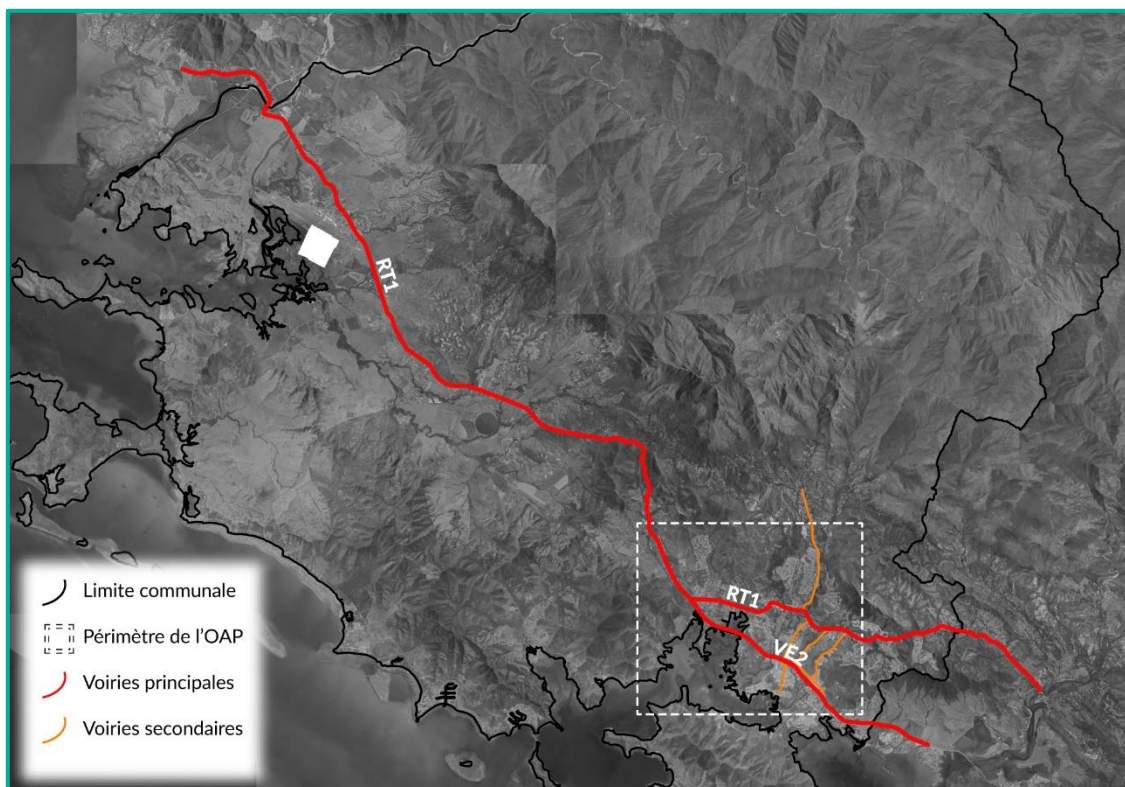 RT1
RT1
VE2
Limite communale
Périmètre de l'OAP
Voiries principales
Voiries secondaires